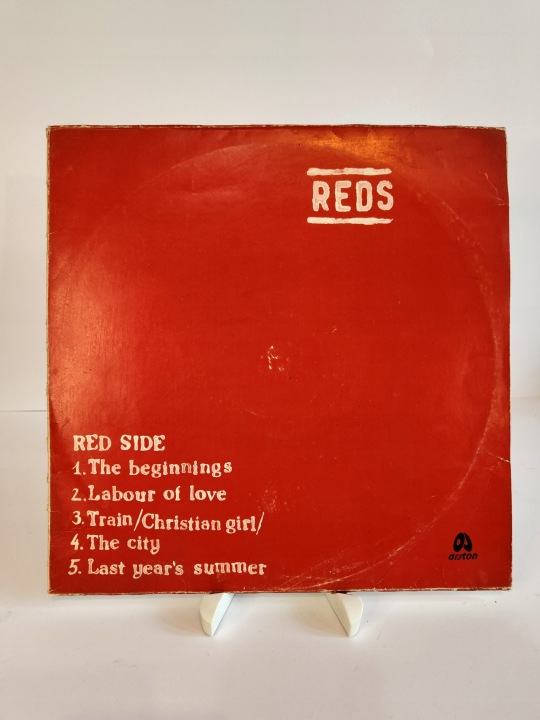 REDS
RED SIDE
1. The beginnings
2. Labour of love
3. Train/Christian girl/
4. The city
5. Last year's summer
arston